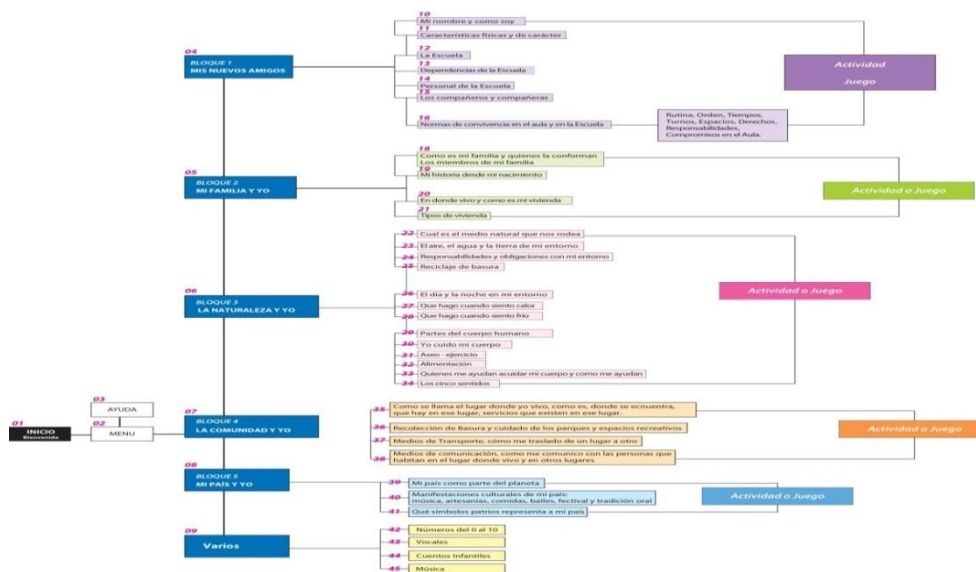 10
Mi nombre y como soy
11
Características físicas y de carácter
12
La Escuela
13
Dependencias de la Escuela
14
Personal de la Escuela
15
Los compañeros y compañeras
16
Normas de convivencia en el aula y en la Escuela
Rutina, Orden, Tiempos,
Turnos, Espacios, Derechos,
Responsabilidades,
Compromisos en el Aula.
Actividad
Juego
04
BLOQUE 1
MIS NUEVOS AMIGOS
18
Como es mi familia y quienes la conforman
Los miembros de mi familia
19
Mi historia desde mi nacimiento
20
En donde vivo y como es mi vivienda
21
Tipos de vivienda
Actividad o Juego
05
BLOQUE 2
MI FAMILIA Y YO
22 Cual es el medio natural que nos rodea
23 El aire, el agua y la tierra de mi entorno
24 Responsabilidades y obligaciones con mi entorno
25 Reciclaje de basura
26 El día y la noche en mi entorno
27 Que hago cuando siento calor
28 Que hago cuando siento frío
29 Partes del cuerpo humano
30 Yo cuido mi cuerpo
31 Aseo - ejercicio
32 Alimentación
33 Quienes me ayudan acuidar mi cuerpo y como me ayudan
34 Los cinco sentidos
Actividad o Juego
06
BLOQUE 3
LA NATURALEZA Y YO
03
AYUDA
01
INICIO
Bienvenida
02
MENU
07
BLOQUE 4
LA COMUNIDAD Y YO
35 Como se llama el lugar donde yo vivo, como es, donde se ecnuentra,
que hay en ese lugar, servicios que existen en ese lugar.
36 Recolección de Basura y cuidado de los parques y espacios recreativos
37 Medios de Transporte, cómo me traslado de un lugar a otro
38 Medios de comunicación, como me comunico con las personas que
habitan en el lugar donde vivo y en otros lugares
Actividad o Juego
08
BLOQUE 5
MI PAÍS Y YO
39 Mi país como parte del planeta
40 Manifestaciones culturales de mi país:
música, artesanías, comidas, bailes, festival y tradición oral
41 Qué símbolos patrios representa a mi país
Actividad o Juego
09
Varios
42 Números del 0 al 10
43 Vocales
44 Cuentos Infantiles
45 Música